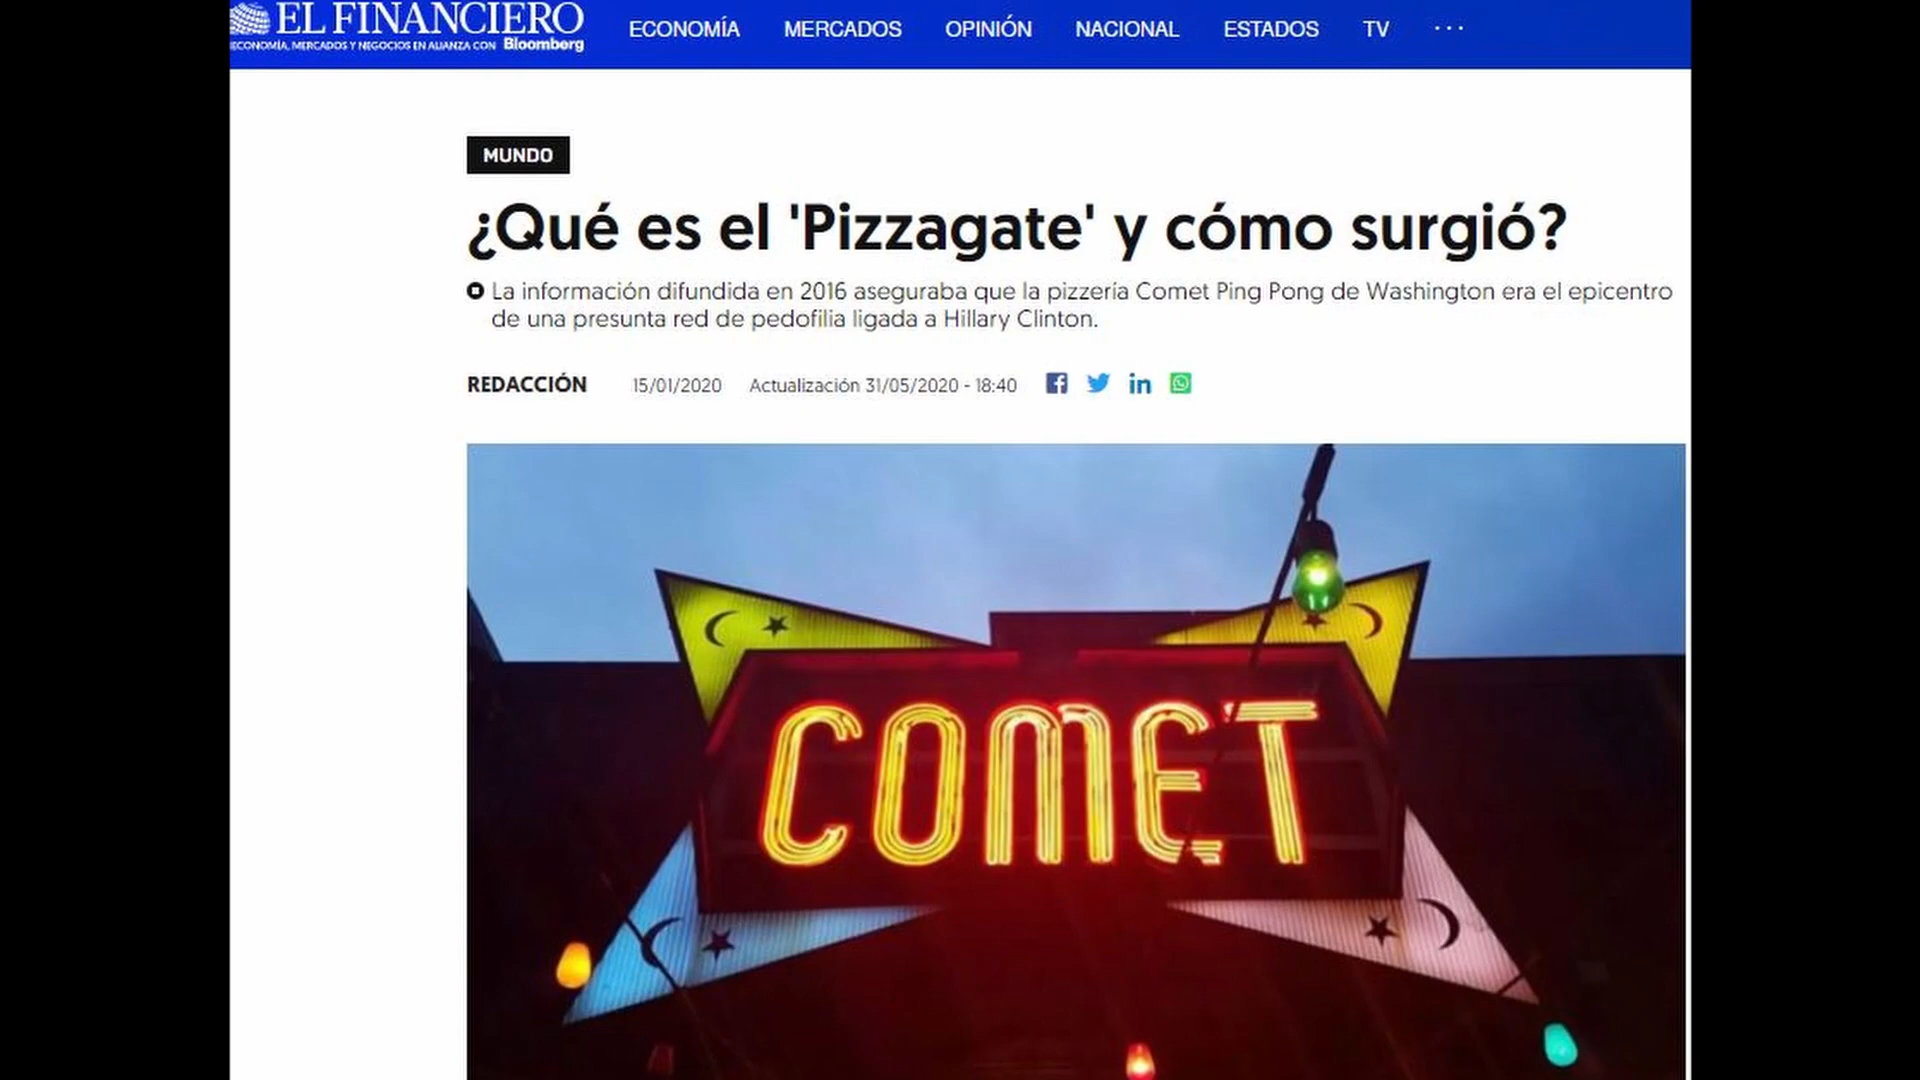 EL FINANCIERO
ECONOMÍA, MERCADOS Y NEGOCIOS EN ALIANZA CON Bloomberg
ECONOMÍA MERCADOS OPINIÓN NACIONAL ESTADOS TV ...
MUNDO
¿Qué es el 'Pizzagate' y cómo surgió?
La información difundida en 2016 aseguraba que la pizzería Comet Ping Pong de Washington era el epicentro
de una presunta red de pedofilia ligada a Hillary Clinton.
REDACCIÓN 15/01/2020 Actualización 31/05/2020 - 18:40
COMET